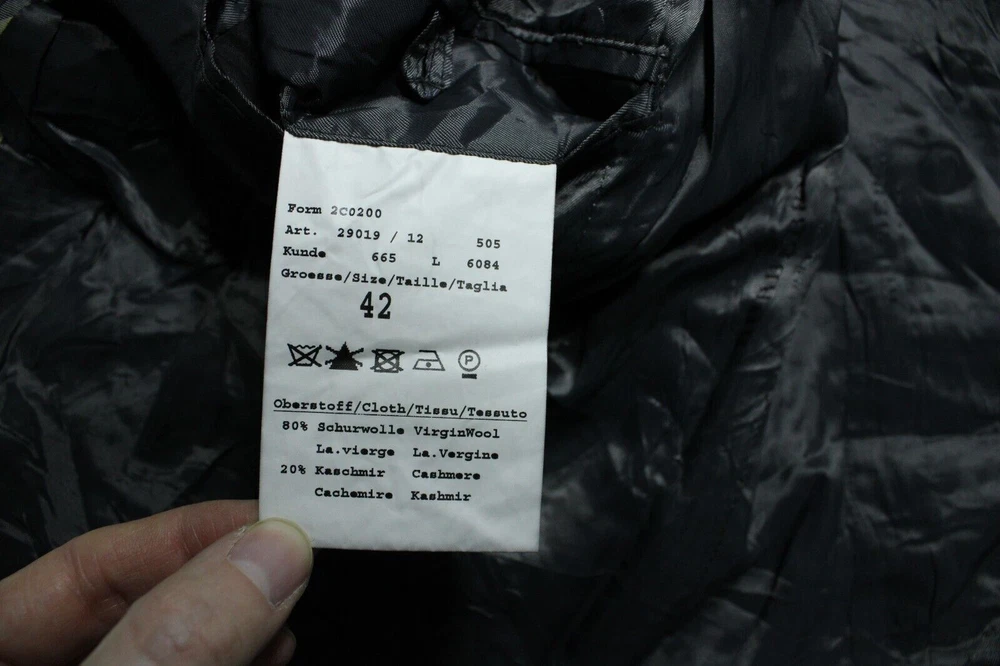 Form 2C0200
Art. 29019 / 12 505
Kunde 665 L 6084
Groesse/Size/Taille/Taglia
42
P
Oberstoff/Cloth/Tissu/Tessuto
80% Schurwolle VirginWool
La.vierge La.Vergine
20% Kaschmir Cashmere
Cachemire Kashmir